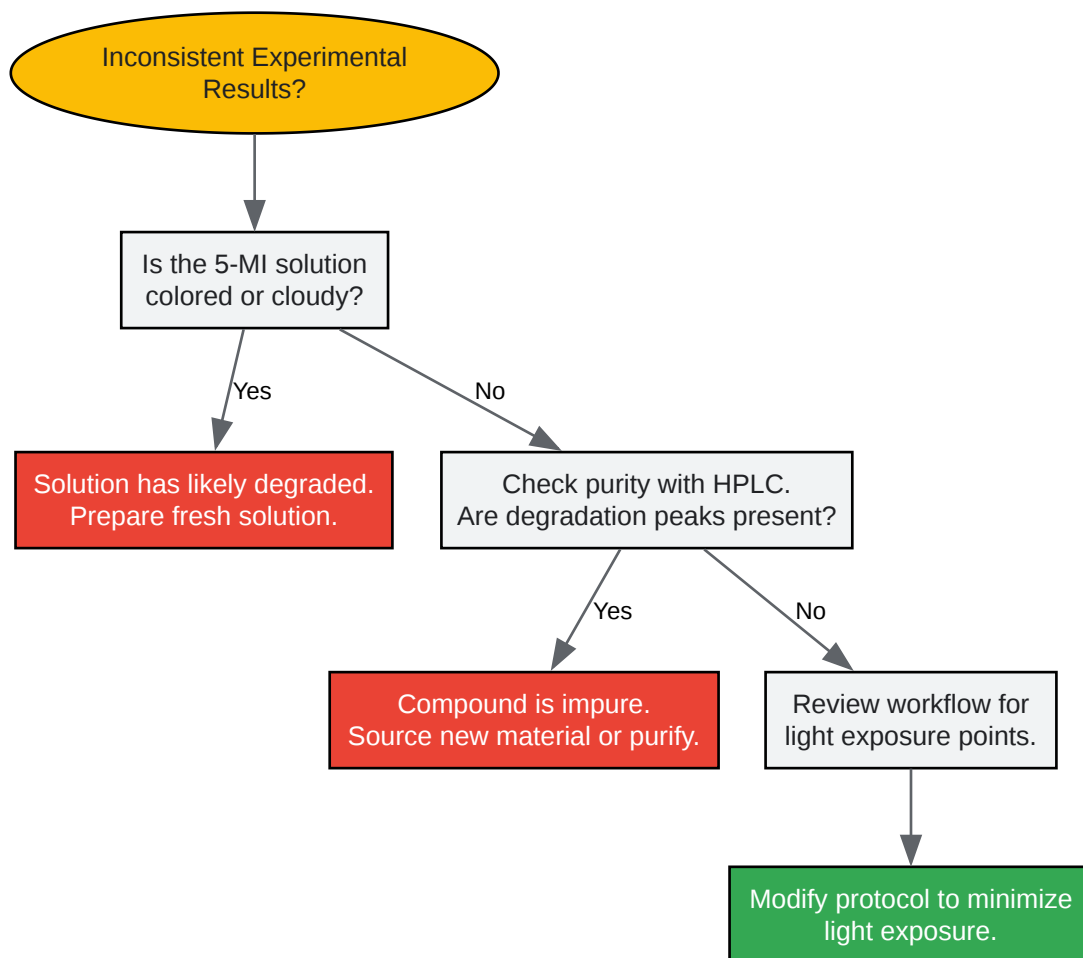 Inconsistent Experimental
Results?
Is the 5-MI solution
colored or cloudy?
Yes
No
Solution has likely degraded.
Prepare fresh solution.
Check purity with HPLC.
Are degradation peaks present?
Yes
No
Compound is impure.
Source new material or purify.
Review workflow for
light exposure points.
Modify protocol to minimize
light exposure.